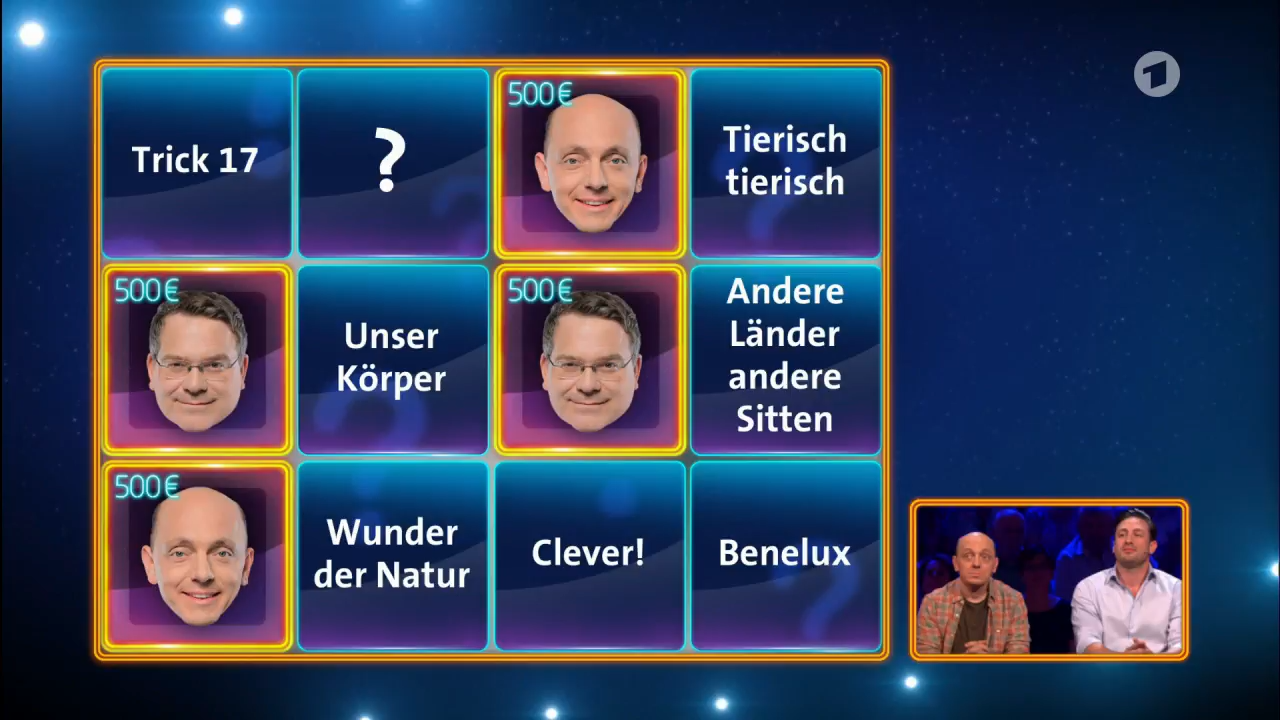 Trick 17
?
500€
Tierisch
tierisch
500€
Unser
Körper
500€
Andere
Länder
andere
Sitten
500€
Wunder
der Natur
Clever!
Benelux
1